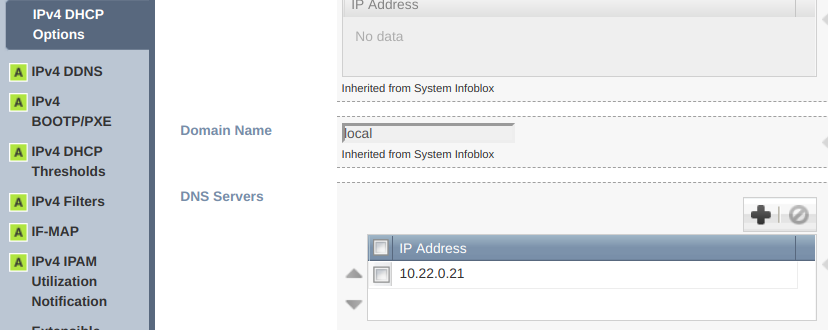 IPv4 DHCP
Options
A IPv4 DDNS
A IPv4
BOOTP/PXE
A IPv4 DHCP
Thresholds
A IPv4 Filters
A IF-MAP
A IPv4 IPAM
Utilization
Notification
Extensible
IP Address
No data
Inherited from System Infoblox
Domain Name
local
Inherited from System Infoblox
DNS Servers
IP Address
10.22.0.21